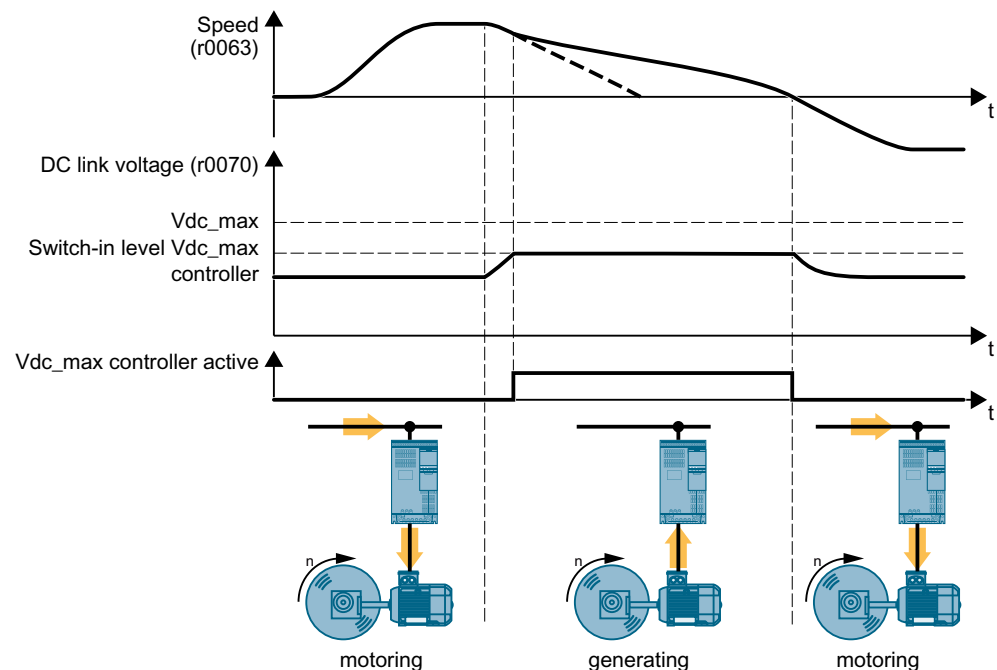 Speed
(r0063)
t
DC link voltage (r0070)
Vdc_max
Switch-in level Vdc_max
controller
t
Vdc_max controller active
t
n
n
n
motoring
generating
motoring